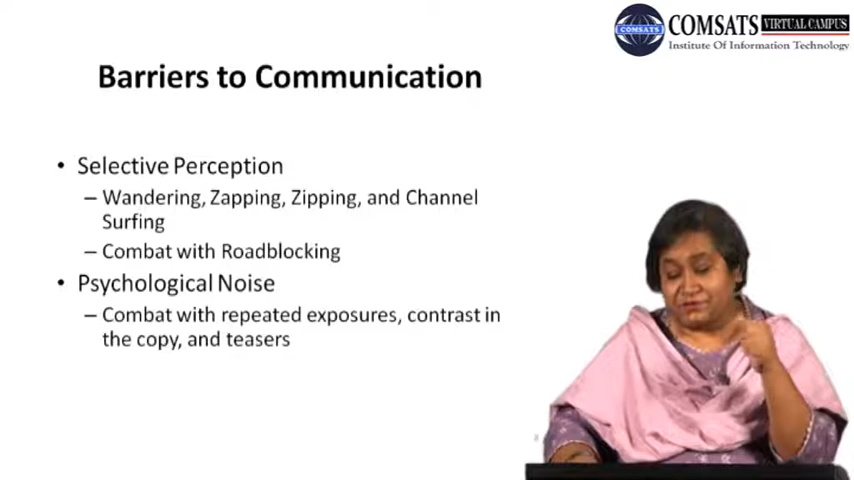 COMSATS
COMSATS VIRTUAL CAMPUS
Institute Of Information Technology
Barriers to Communication
• Selective Perception
– Wandering, Zapping, Zipping, and Channel
Surfing
– Combat with Roadblocking
• Psychological Noise
– Combat with repeated exposures, contrast in
the copy, and teasers